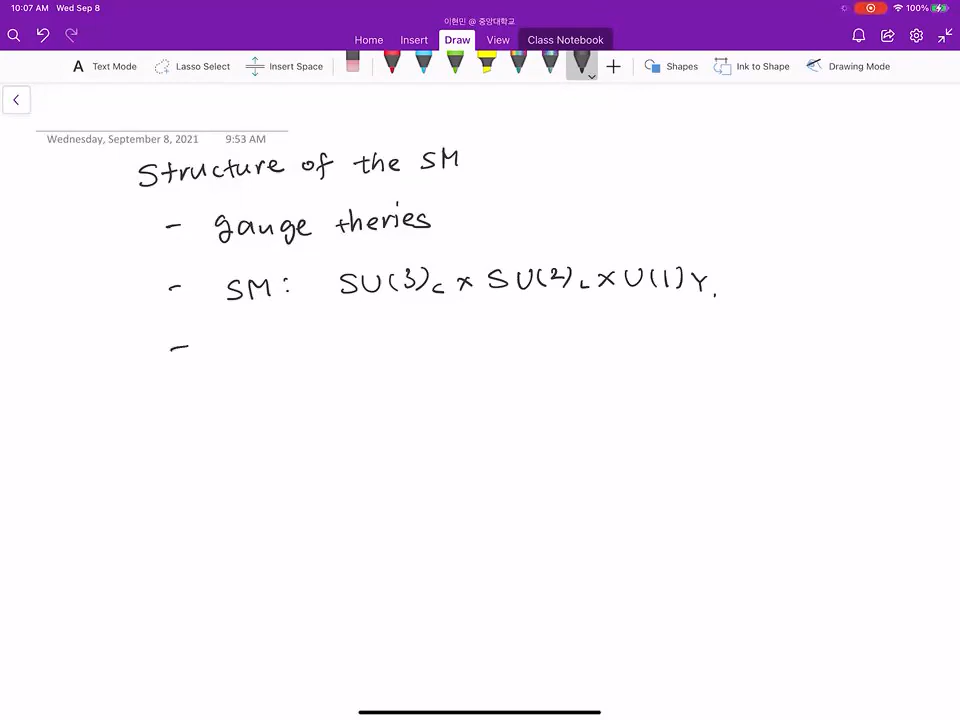 10:07 AM Wed Sep 8 100%
이현민 @ 중앙대학교
Home Insert Draw View Class Notebook
A Text Mode Lasso Select Insert Space Shapes Ink to Shape Drawing Mode
Wednesday, September 8, 2021 9:53 AM
Structure of the SM
- gauge theries
- SM: SU(3)c × SU(2)L × U(1)Y.
-